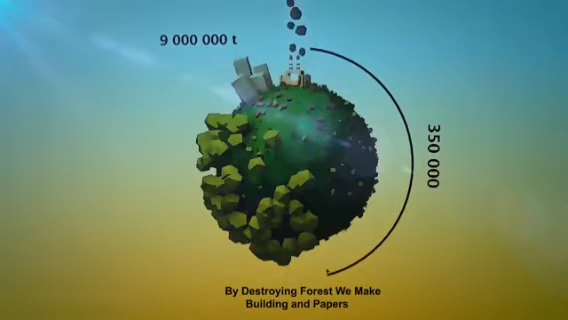 9 000 000 t
350 000
By Destroying Forest We Make
Building and Papers